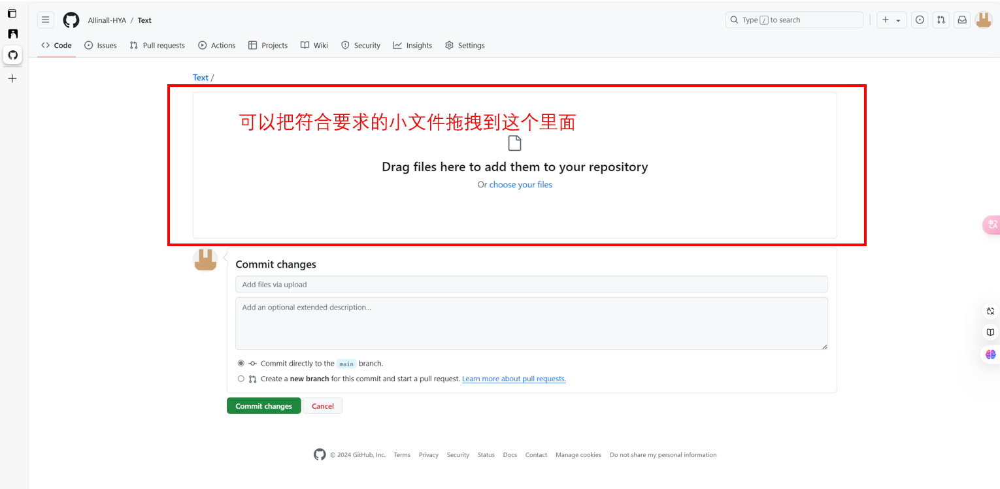 Allinall-HYA / Text
Type / to search
Code Issues Pull requests Actions Projects Wiki Security Insights Settings
Text /
可以把符合要求的小文件拖拽到这个里面
Drag files here to add them to your repository
Or choose your files
Commit changes
Add files via upload
Add an optional extended description...
Commit directly to the main branch.
Create a new branch for this commit and start a pull request. Learn more about pull requests.
Commit changes Cancel
© 2024 GitHub, Inc. Terms Privacy Security Status Docs Contact Manage cookies Do not share my personal information